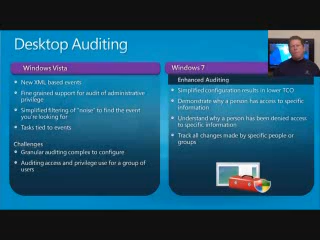 Desktop Auditing
Windows Vista
New XML based events
Fine grained support for audit of administrative
privilege
Simplified filtering of "noise" to find the event
you're looking for
Tasks tied to events
Challenges
Granular auditing complex to configure
Auditing access and privilege use for a group of
users
Windows 7
Enhanced Auditing
Simplified configuration results in lower TCO
Demonstrate why a person has access to specific
information
Understand why a person has been denied access
to specific information
Track all changes made by specific people or
groups